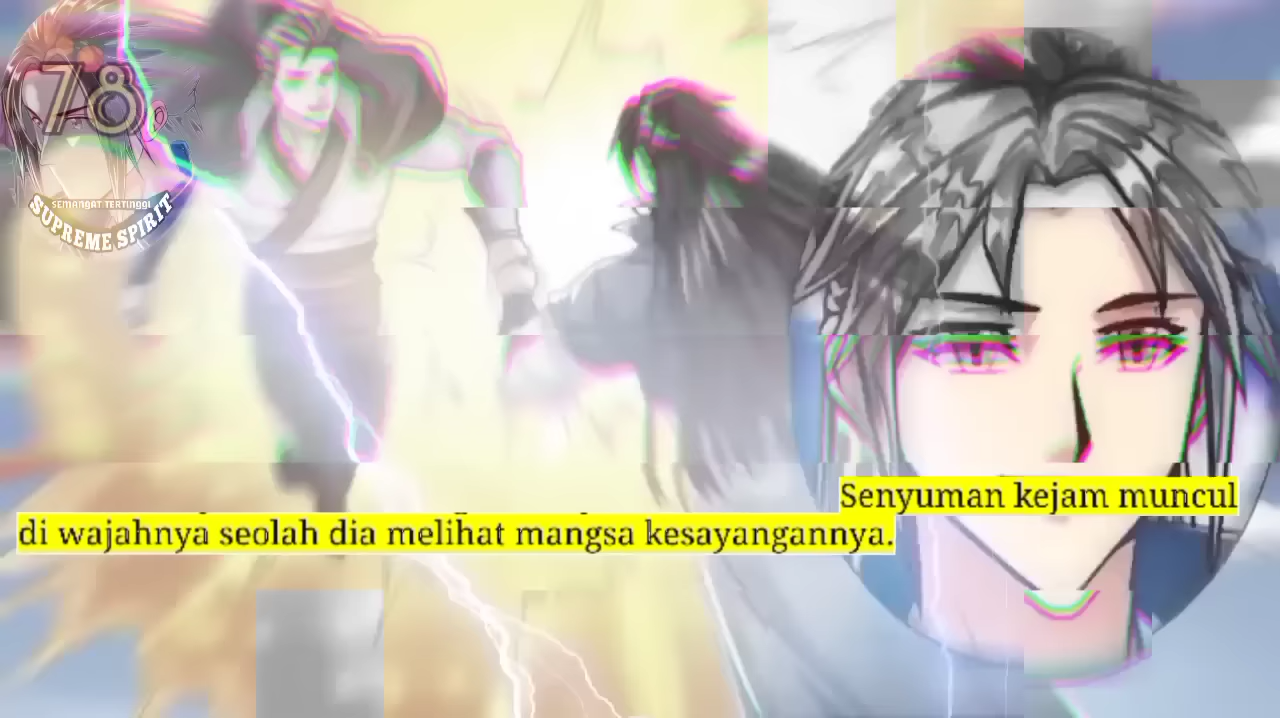 78
SEMANGAT TERTINGGI
SUPREME SPIRIT
Senyuman kejam muncul
di wajahnya seolah dia melihat mangsa kesayangannya.